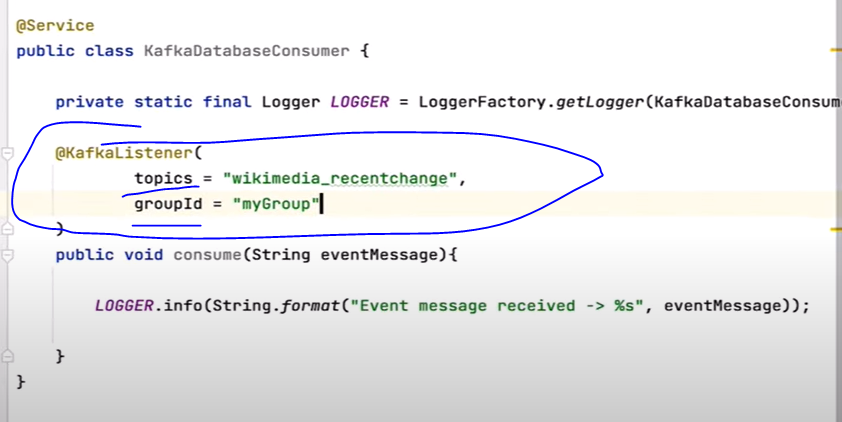 @Service
public class KafkaDatabaseConsumer {
private static final Logger LOGGER = LoggerFactory.getLogger(KafkaDatabaseConsum
@KafkaListener(
topics = "wikimedia_recentchange",
groupId = "myGroup"
)
public void consume(String eventMessage){
LOGGER.info(String.format("Event message received -> %s", eventMessage));
}
}